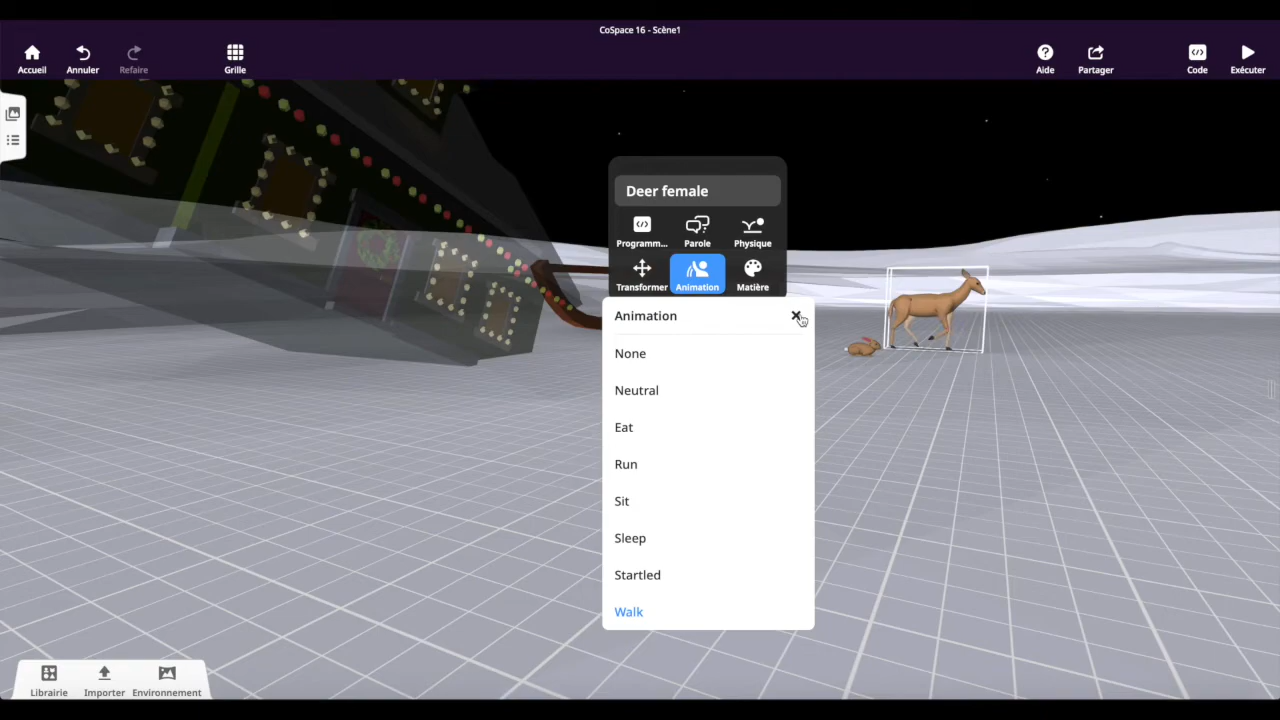 CoSpace 16 - Scène1
Accueil
Annuler
Refaire
Grille
Aide
Partager
Code
Exécuter
Deer female
Programm...
Parole
Physique
Transformer
Animation
Matière
Animation
None
Neutral
Eat
Run
Sit
Sleep
Startled
Walk
Librairie
Importer
Environnement